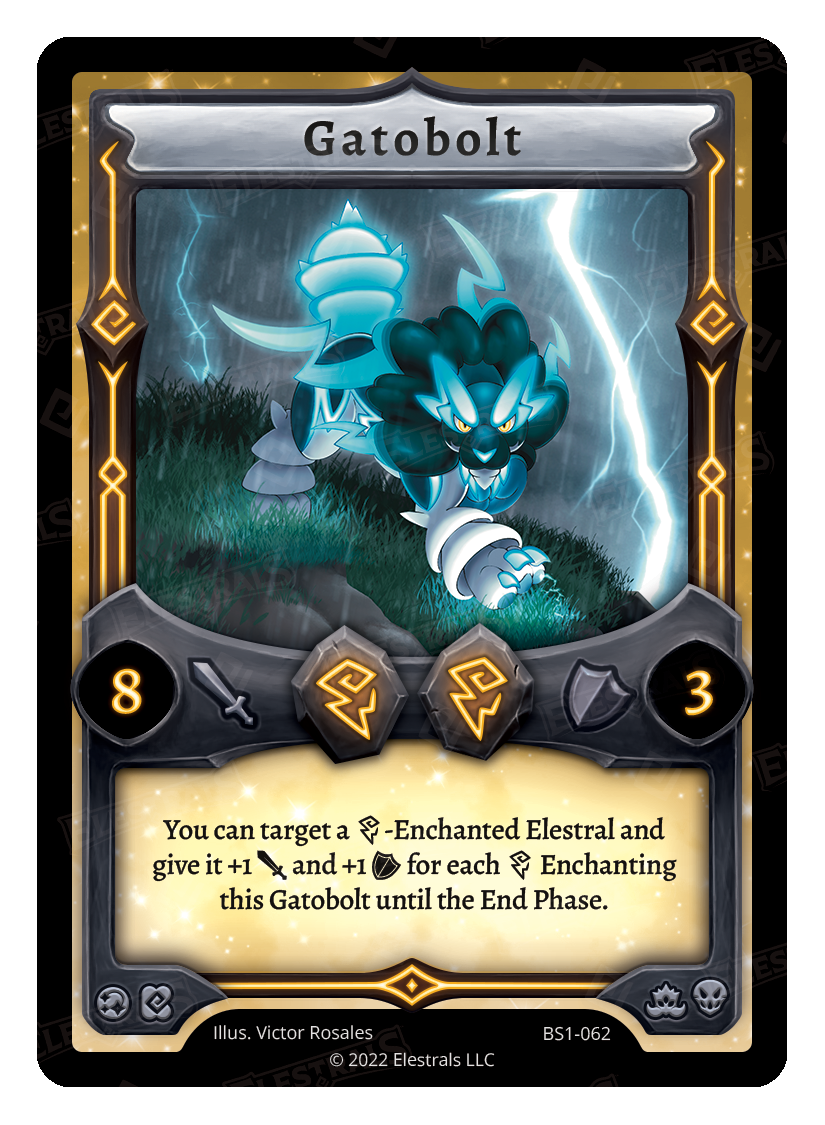 Gatobolt
8
3
You can target a -Enchanted Elestral and
give it +1 and +1 for each Enchanting
this Gatobolt until the End Phase.
Illus. Victor Rosales
BS1-062
© 2022 Elestrals LLC